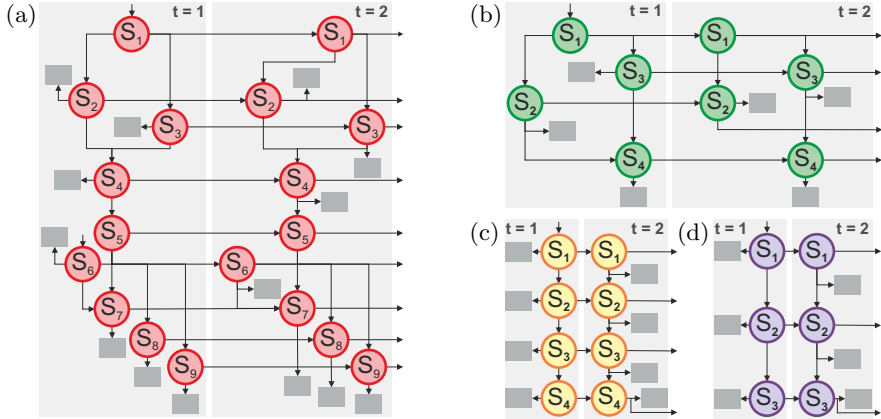 (a)
t = 1
t = 2
S1
S1
S2
S2
S3
S3
S4
S4
S5
S5
S6
S6
S7
S7
S8
S8
S9
S9
(b)
t = 1
t = 2
S1
S1
S3
S3
S2
S2
S4
S4
(c)
t = 1
t = 2
S1
S1
S2
S2
S3
S3
S4
S4
(d)
t = 1
t = 2
S1
S1
S2
S2
S3
S3